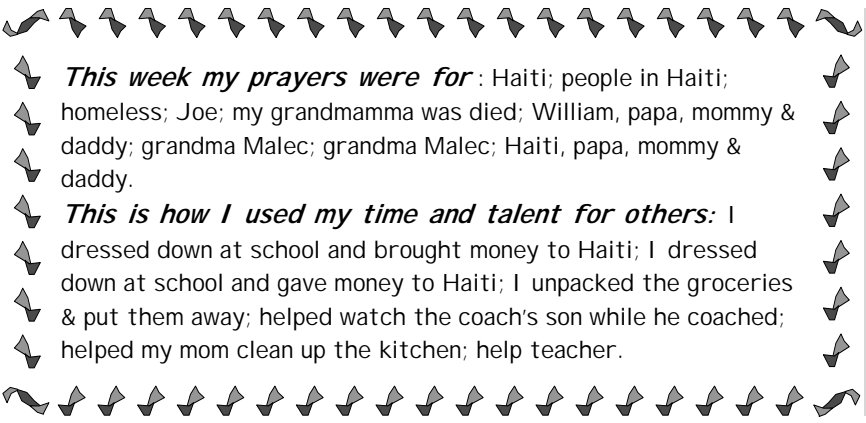 This week my prayers were for : Haiti; people in Haiti;
homeless; Joe; my grandmamma was died; William, papa, mommy &
daddy; grandma Malec; grandma Malec; Haiti, papa, mommy &
daddy.
This is how I used my time and talent for others: I
dressed down at school and brought money to Haiti; I dressed
down at school and gave money to Haiti; I unpacked the groceries
& put them away; helped watch the coach's son while he coached;
helped my mom clean up the kitchen; help teacher.